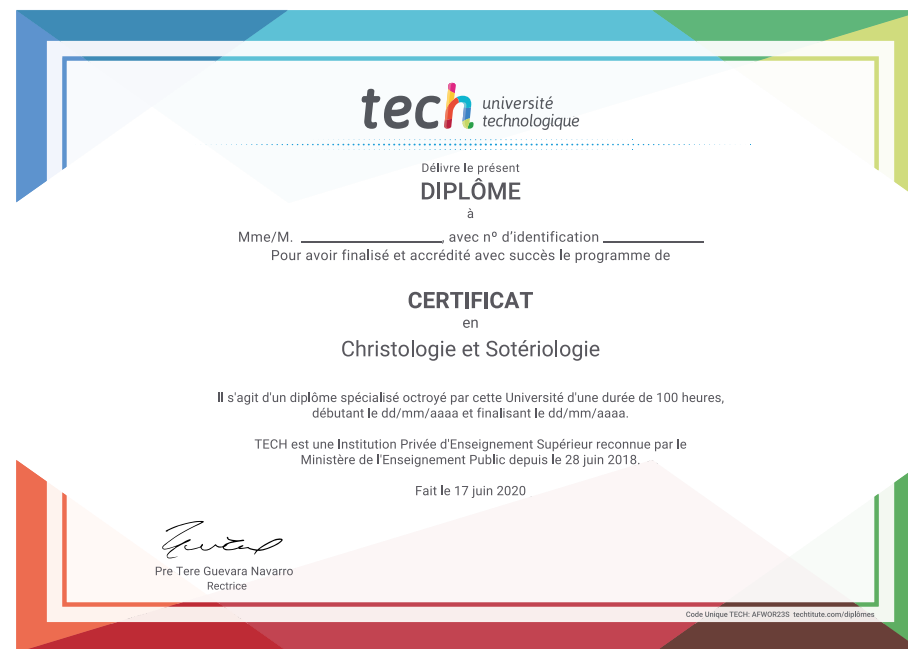 tech université
technologique
Délivre le présent
DIPLÔME
à
Mme/M. ____________________, avec nº d'identification ______________
Pour avoir finalisé et accrédité avec succès le programme de
CERTIFICAT
en
Christologie et Sotériologie
Il s'agit d'un diplôme spécialisé octroyé par cette Université d'une durée de 100 heures,
débutant le dd/mm/aaaa et finalisant le dd/mm/aaaa.
TECH est une Institution Privée d'Enseignement Supérieur reconnue par le
Ministère de l'Enseignement Public depuis le 28 juin 2018.
Fait le 17 juin 2020
Pre Tere Guevara Navarro
Rectrice
Code Unique TECH: AFWOR23S techtitute.com/diplômes